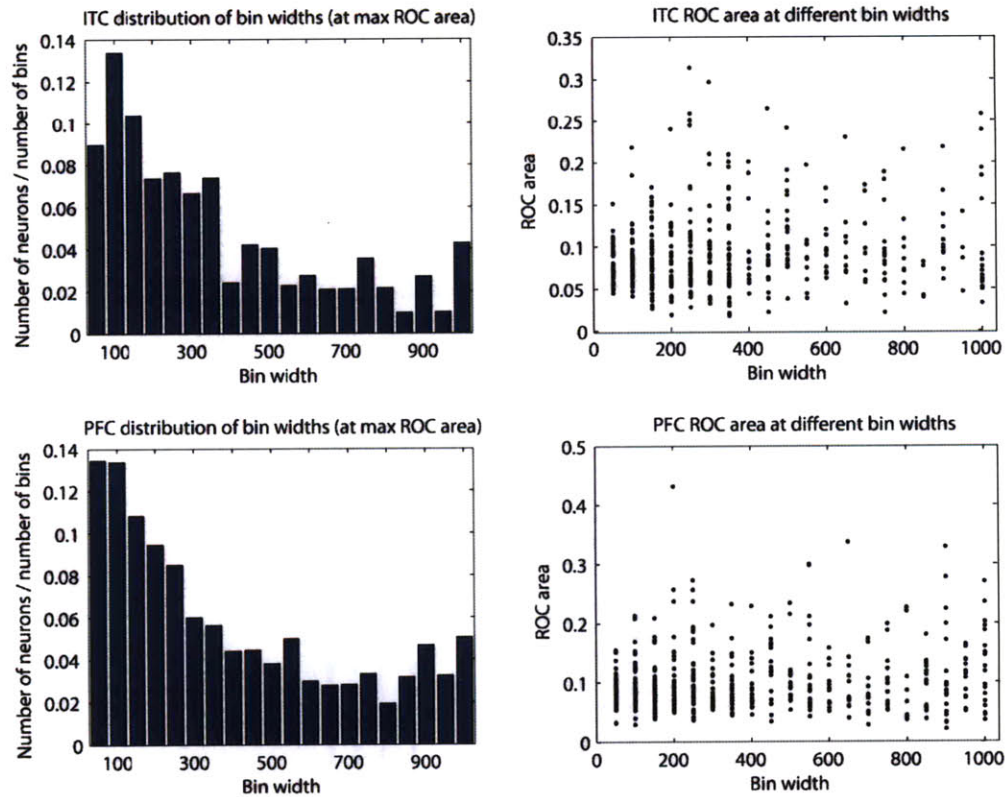 ITC distribution of bin widths (at max ROC area)
0.14
0.12
0.1
0.08
0.06
0.04
0.02
0
Number of neurons / number of bins
100 300 500 700 900
Bin width
ITC ROC area at different bin widths
0.35
0.3
0.25
0.2
0.15
0.1
0.05
0
ROC area
0 200 400 600 800 1000
Bin width
PFC distribution of bin widths (at max ROC area)
0.14
0.12
0.1
0.08
0.06
0.04
0.02
0
Number of neurons / number of bins
100 300 500 700 900
Bin width
PFC ROC area at different bin widths
0.5
0.4
0.3
0.2
0.1
0
ROC area
0 200 400 600 800 1000
Bin width